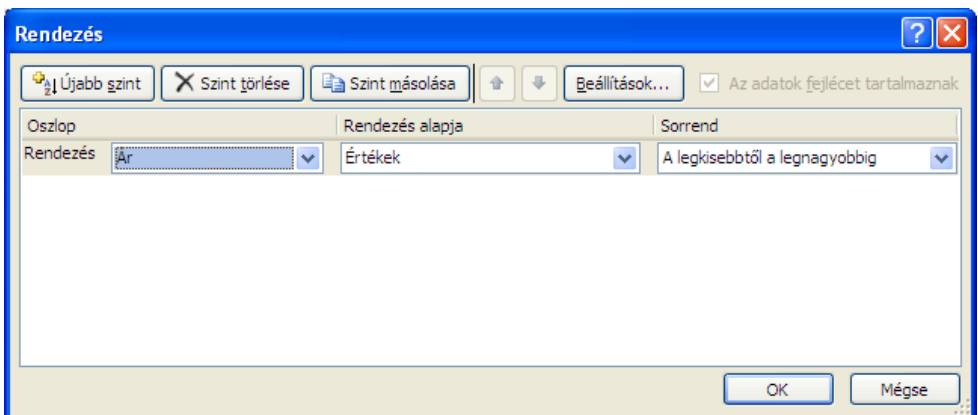 Rendezés
Újabb szint Szint törlése Szint másolása Beállítások... Az adatok fejlécet tartalmaznak
Oszlop Rendezés alapja Sorrend
Rendezés Ár Értékek A legkisebbtől a legnagyobbig
OK Mégse